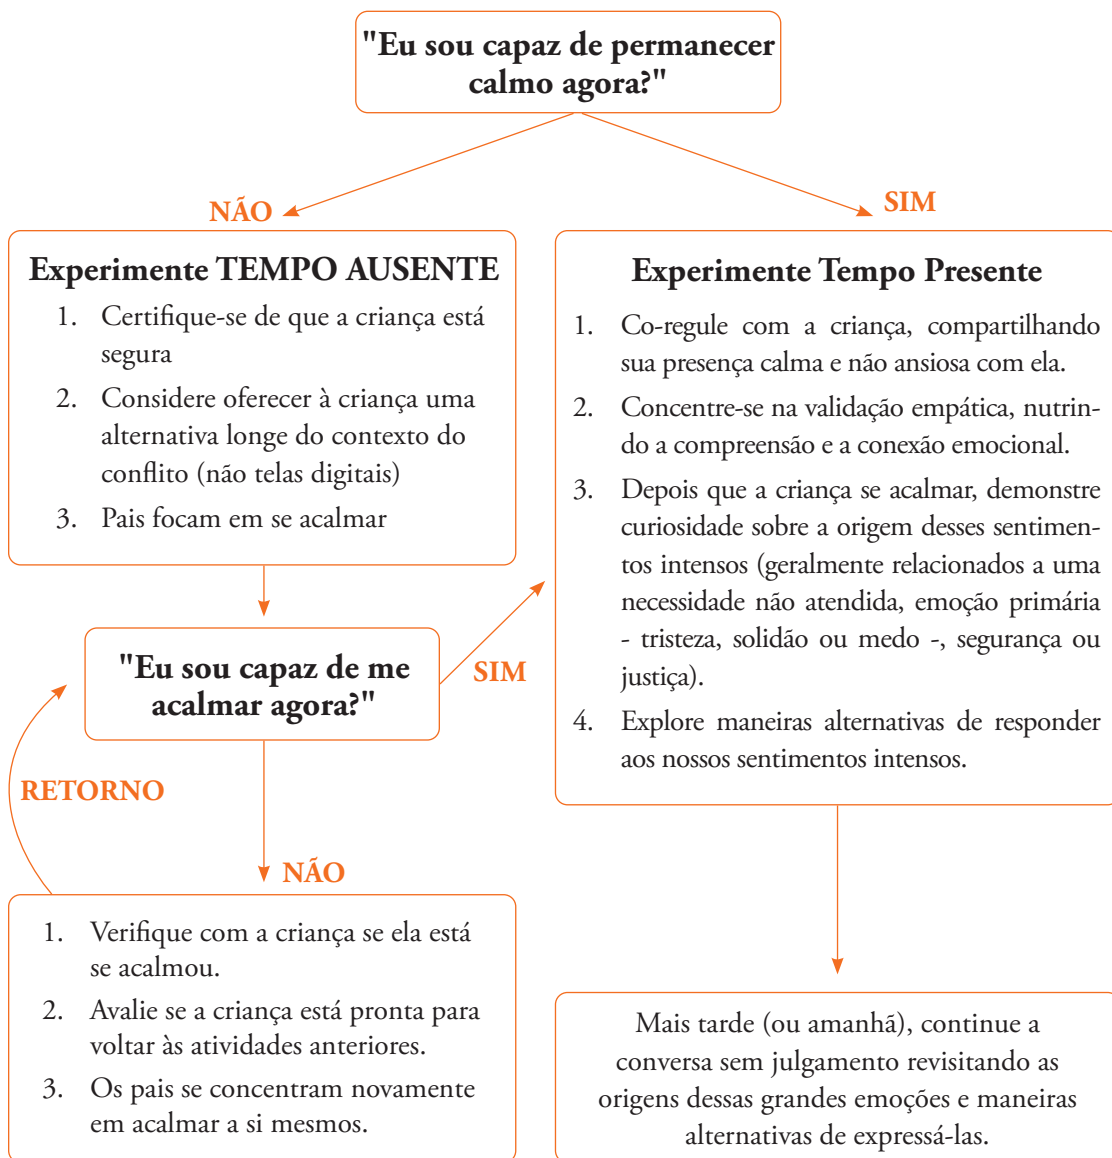 "Eu sou capaz de permanecer
calmo agora?"
NÃO
SIM
Experimente TEMPO AUSENTE
1. Certifique-se de que a criança está
segura
2. Considere oferecer à criança uma
alternativa longe do contexto do
conflito (não telas digitais)
3. Pais focam em se acalmar
Experimente Tempo Presente
1. Co-regule com a criança, compartilhando
sua presença calma e não ansiosa com ela.
2. Concentre-se na validação empática, nutrin-
do a compreensão e a conexão emocional.
3. Depois que a criança se acalmar, demonstre
curiosidade sobre a origem desses sentimen-
tos intensos (geralmente relacionados a uma
necessidade não atendida, emoção primária
- tristeza, solidão ou medo -, segurança ou
justiça).
4. Explore maneiras alternativas de responder
aos nossos sentimentos intensos.
"Eu sou capaz de me
acalmar agora?"
SIM
RETORNO
NÃO
1. Verifique com a criança se ela está
se acalmou.
2. Avalie se a criança está pronta para
voltar às atividades anteriores.
3. Os pais se concentram novamente
em acalmar a si mesmos.
Mais tarde (ou amanhã), continue a
conversa sem julgamento revisitando as
origens dessas grandes emoções e maneiras
alternativas de expressá-las.